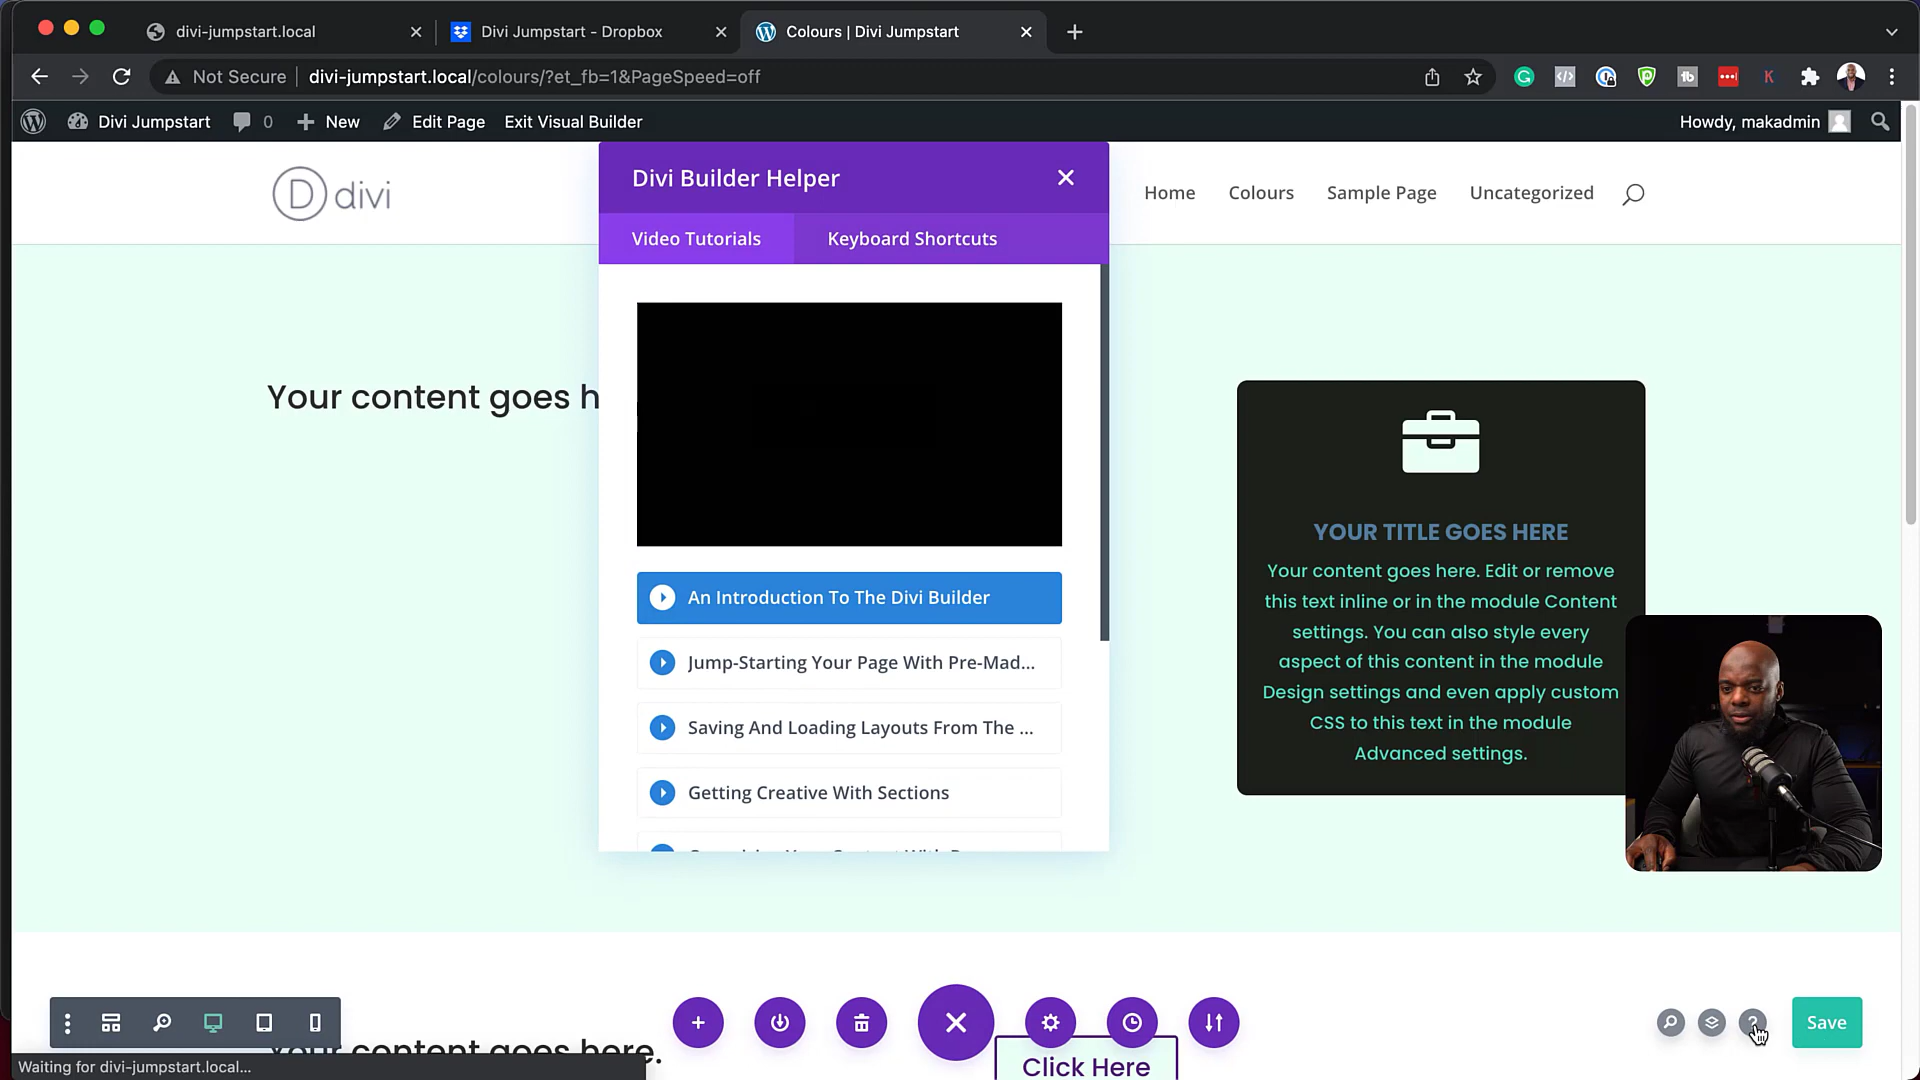 divi-jumpstart.local
Divi Jumpstart - Dropbox
Colours | Divi Jumpstart
Not Secure
divi-jumpstart.local/colours/?et_fb=1&PageSpeed=off
Divi Jumpstart
0
New
Edit Page
Exit Visual Builder
Howdy, makadmin
D divi
Divi Builder Helper
Home
Colours
Sample Page
Uncategorized
Video Tutorials
Keyboard Shortcuts
Your content goes h
YOUR TITLE GOES HERE
Your content goes here. Edit or remove
this text inline or in the module Content
settings. You can also style every
aspect of this content in the module
Design settings and even apply custom
CSS to this text in the module
Advanced settings.
An Introduction To The Divi Builder
Jump-Starting Your Page With Pre-Mad...
Saving And Loading Layouts From The ...
Getting Creative With Sections
Save
Your content goes here.
Click Here
Waiting for divi-jumpstart.local...